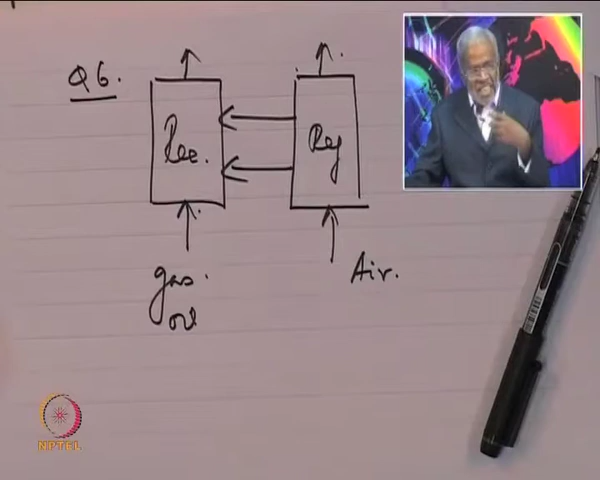 Q6.
Rec.
Reg
gas
oil
Air.
NPTEL